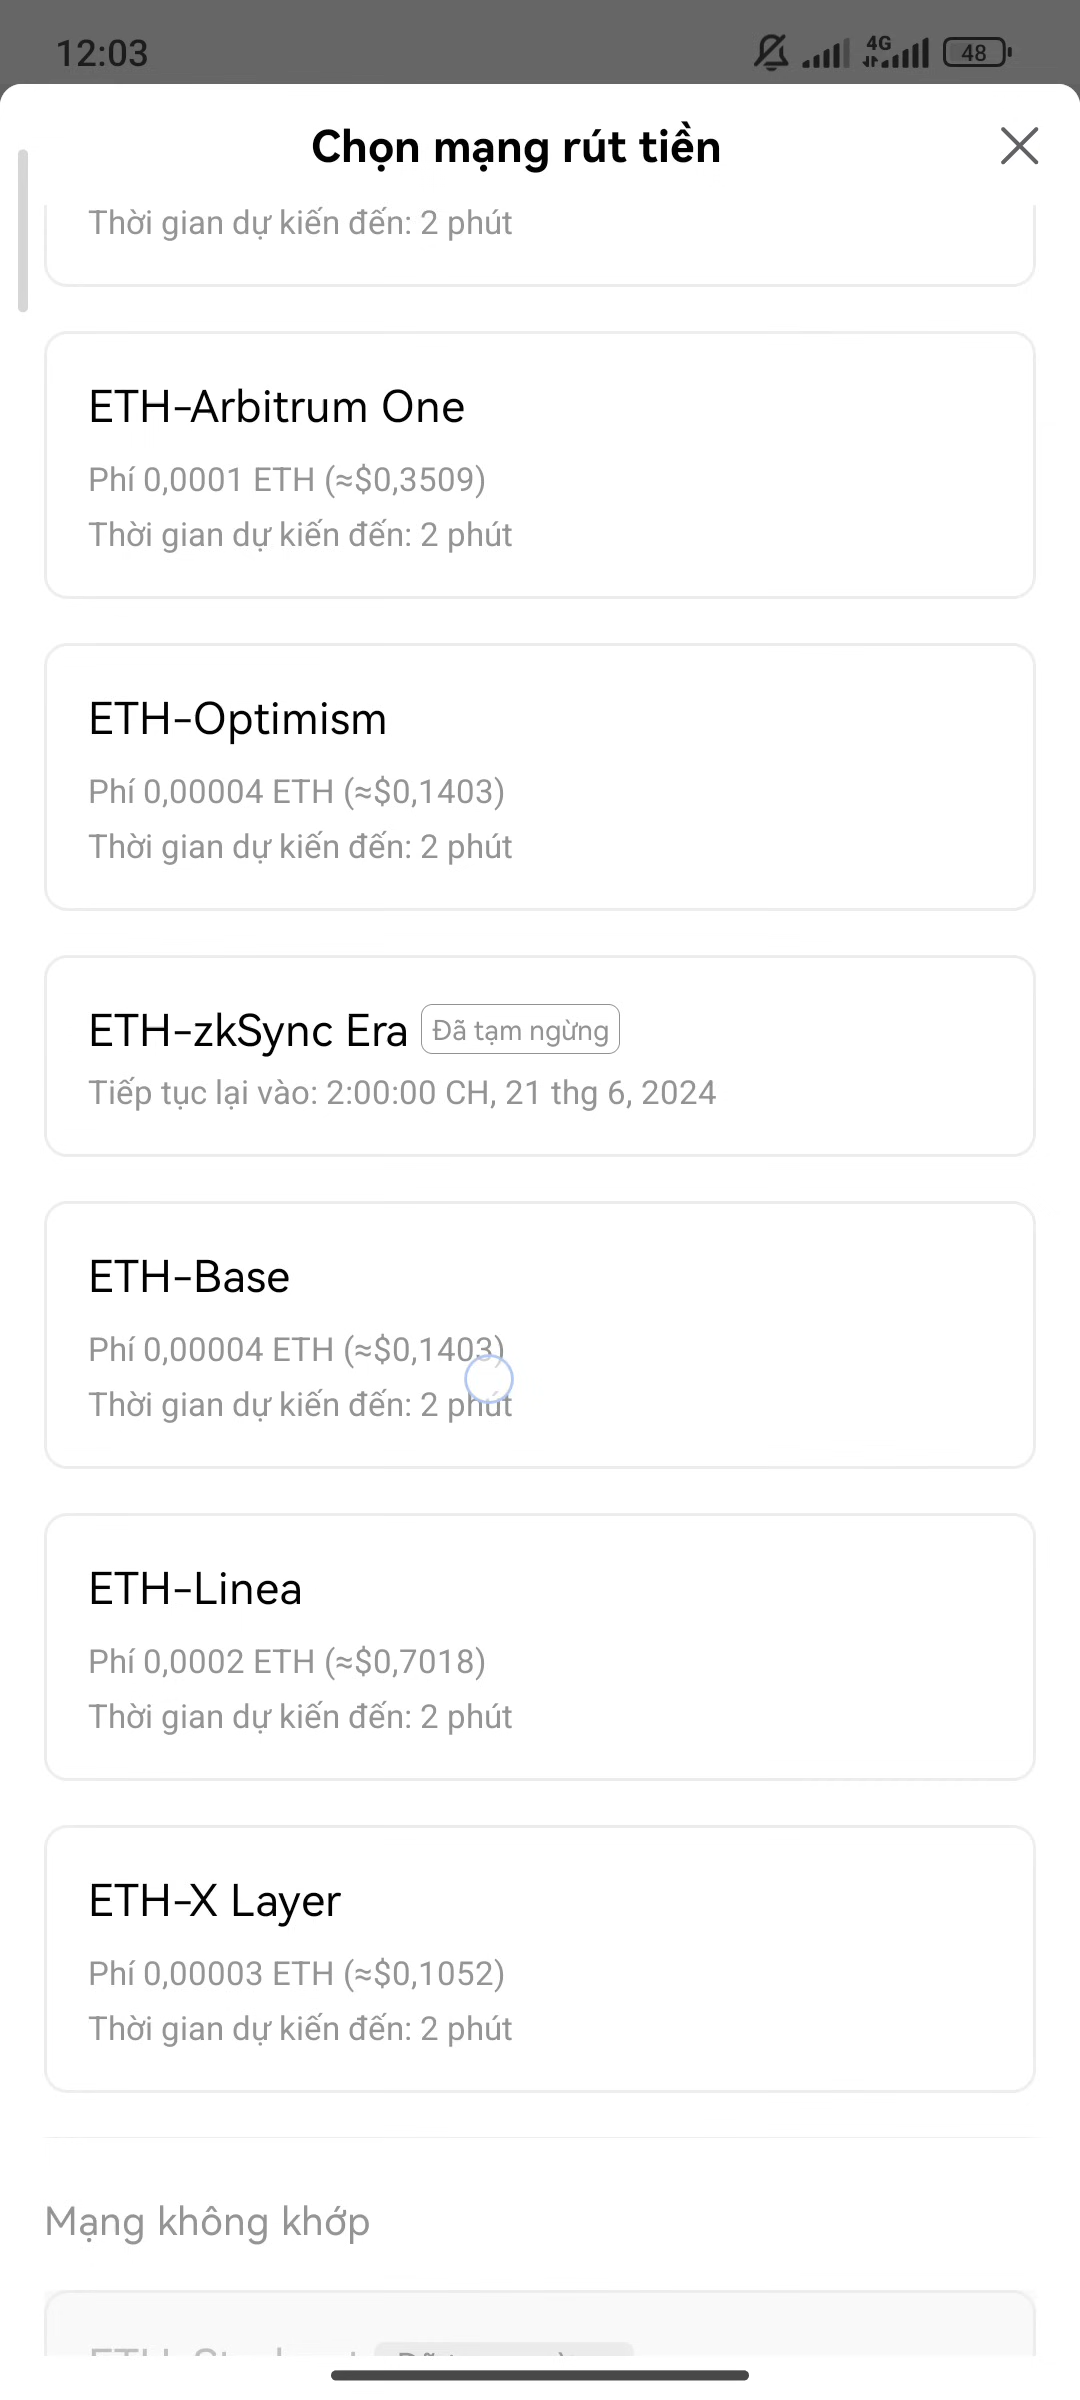 12:03
4G
48
Chọn mạng rút tiền
Thời gian dự kiến đến: 2 phút
ETH-Arbitrum One
Phí 0,0001 ETH (≈$0,3509)
Thời gian dự kiến đến: 2 phút
ETH-Optimism
Phí 0,00004 ETH (≈$0,1403)
Thời gian dự kiến đến: 2 phút
ETH-zkSync Era Đã tạm ngừng
Tiếp tục lại vào: 2:00:00 CH, 21 thg 6, 2024
ETH-Base
Phí 0,00004 ETH (≈$0,1403)
Thời gian dự kiến đến: 2 phút
ETH-Linea
Phí 0,0002 ETH (≈$0,7018)
Thời gian dự kiến đến: 2 phút
ETH-X Layer
Phí 0,00003 ETH (≈$0,1052)
Thời gian dự kiến đến: 2 phút
Mạng không khớp